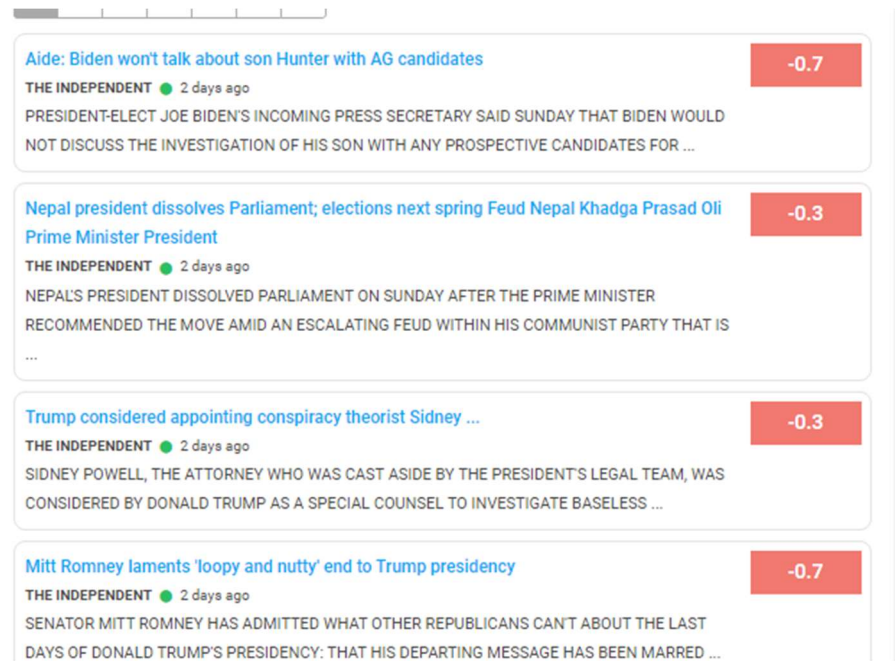 Aide: Biden won't talk about son Hunter with AG candidates
-0.7
THE INDEPENDENT 2 days ago
PRESIDENT-ELECT JOE BIDEN'S INCOMING PRESS SECRETARY SAID SUNDAY THAT BIDEN WOULD
NOT DISCUSS THE INVESTIGATION OF HIS SON WITH ANY PROSPECTIVE CANDIDATES FOR ...
Nepal president dissolves Parliament; elections next spring Feud Nepal Khadga Prasad Oli
-0.3
Prime Minister President
THE INDEPENDENT 2 days ago
NEPAL'S PRESIDENT DISSOLVED PARLIAMENT ON SUNDAY AFTER THE PRIME MINISTER
RECOMMENDED THE MOVE AMID AN ESCALATING FEUD WITHIN HIS COMMUNIST PARTY THAT IS
...
Trump considered appointing conspiracy theorist Sidney ...
-0.3
THE INDEPENDENT 2 days ago
SIDNEY POWELL, THE ATTORNEY WHO WAS CAST ASIDE BY THE PRESIDENT'S LEGAL TEAM, WAS
CONSIDERED BY DONALD TRUMP AS A SPECIAL COUNSEL TO INVESTIGATE BASELESS ...
Mitt Romney laments 'loopy and nutty' end to Trump presidency
-0.7
THE INDEPENDENT 2 days ago
SENATOR MITT ROMNEY HAS ADMITTED WHAT OTHER REPUBLICANS CAN'T ABOUT THE LAST
DAYS OF DONALD TRUMP'S PRESIDENCY: THAT HIS DEPARTING MESSAGE HAS BEEN MARRED ...